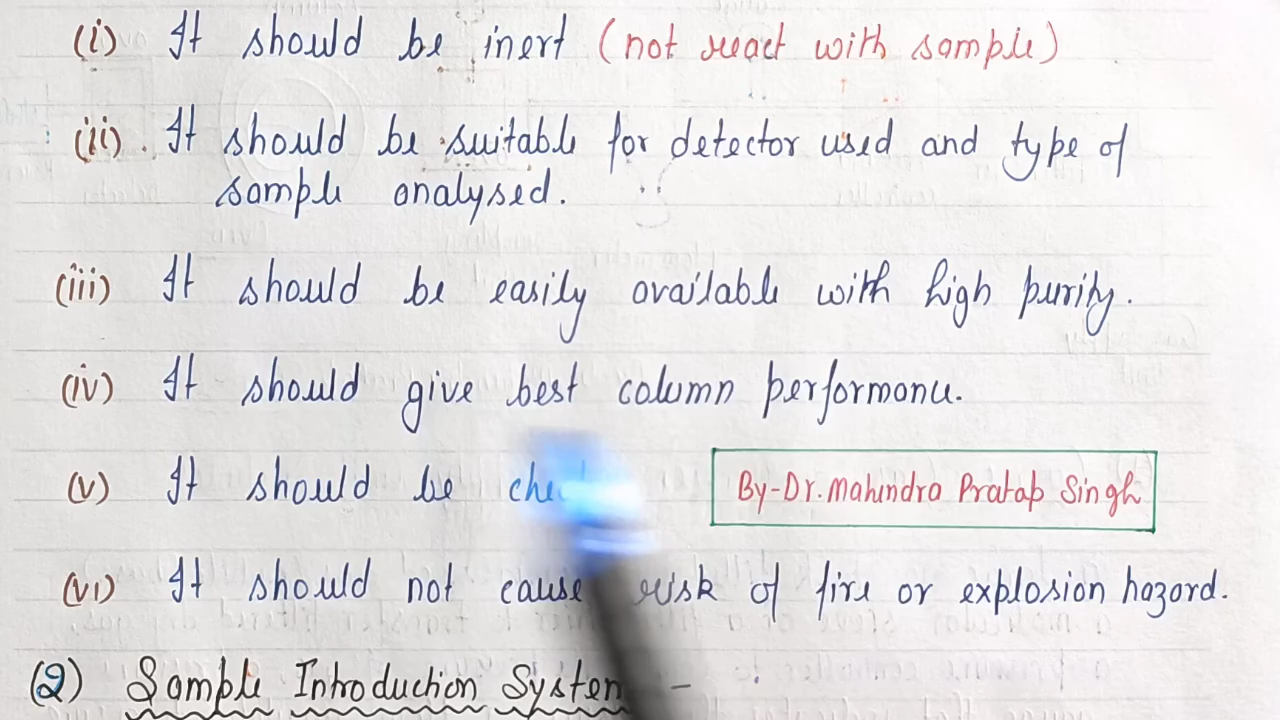 (i) It should be inert (not react with sample)
(ii). It should be suitable for detector used and type of
sample analysed.
(iii) It should be easily available with high purity.
(iv) It should give best column performance.
(v) It should be
By-Dr. Mahindra Pratap Singh
(vi) It should not cause risk of fire or explosion hazard.
(2) Sample Introduction System -